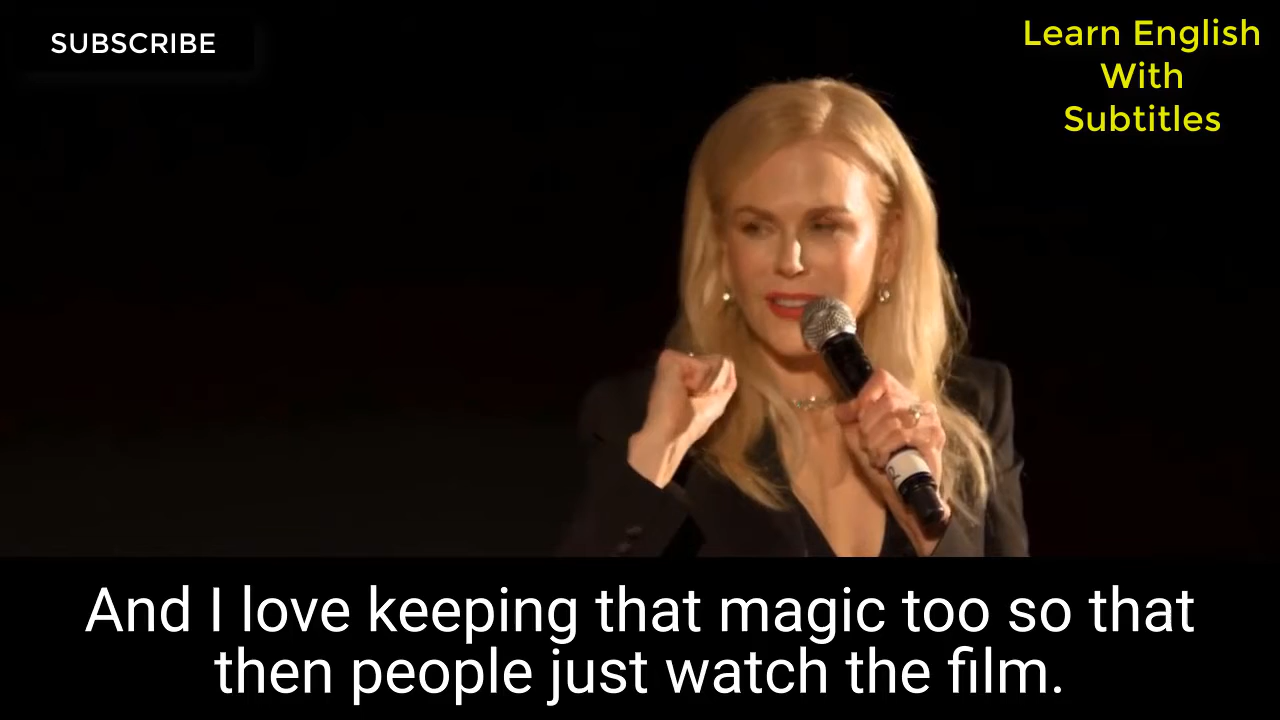 SUBSCRIBE
Learn English
With
Subtitles
And I love keeping that magic too so that
then people just watch the film.